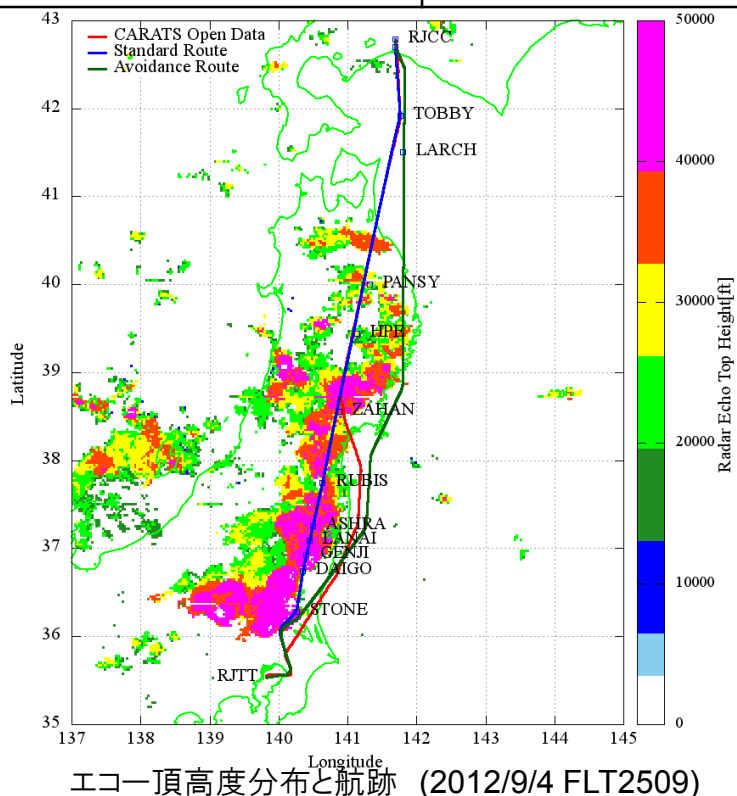 CARATS Open Data
Standard Route
Avoidance Route
RJCC
TOBBY
LARCH
PANSY
HPE
ZAHAN
RUBIS
ASHRA
LANAI
GENJI
DAIGO
STONE
RJTT
43
42
41
40
39
38
37
36
35
Latitude
137
138
139
140
141
142
143
144
145
Longitude
50000
40000
30000
20000
10000
0
Radar Echo Top Height[ft]
エコー頂高度分布と航跡 (2012/9/4 FLT2509)